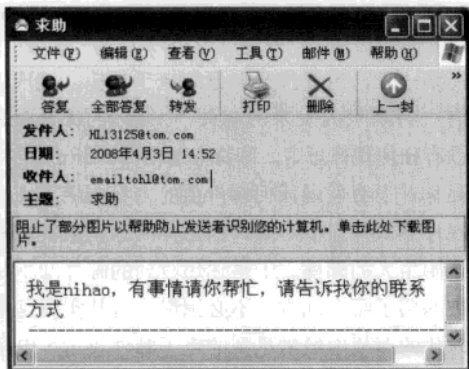 求助
文件(F) 编辑(E) 查看(V) 工具(T) 邮件(M) 帮助(H)
答复 全部答复 转发 打印 删除 上一封 »
发件人: HL13125@tom.com
日期: 2008年4月3日 14:52
收件人: emailtohl@tom.com
主题: 求助
阻止了部分图片以帮助防止发送者识别您的计算机。单击此处下载图
片。
我是nihao，有事情请你帮忙，请告诉我你的联系
方式